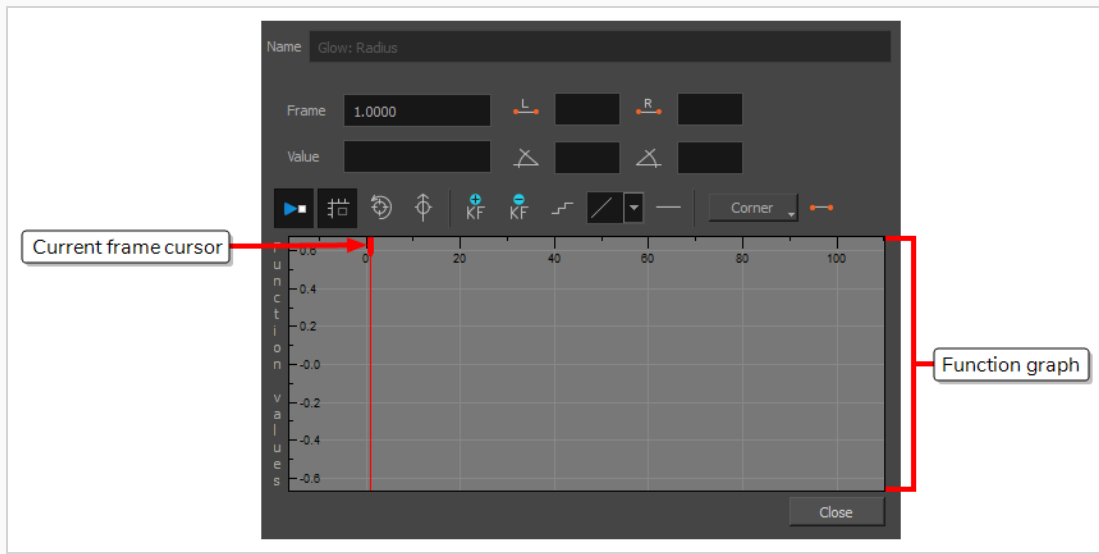 Name Glow: Radius
Frame 1.0000 L R
Value
KF KF Corner
Current frame cursor
Function values
0 20 40 60 80 100
-0.6
-0.4
-0.2
-0.0
-0.2
-0.4
-0.6
Function graph
Close